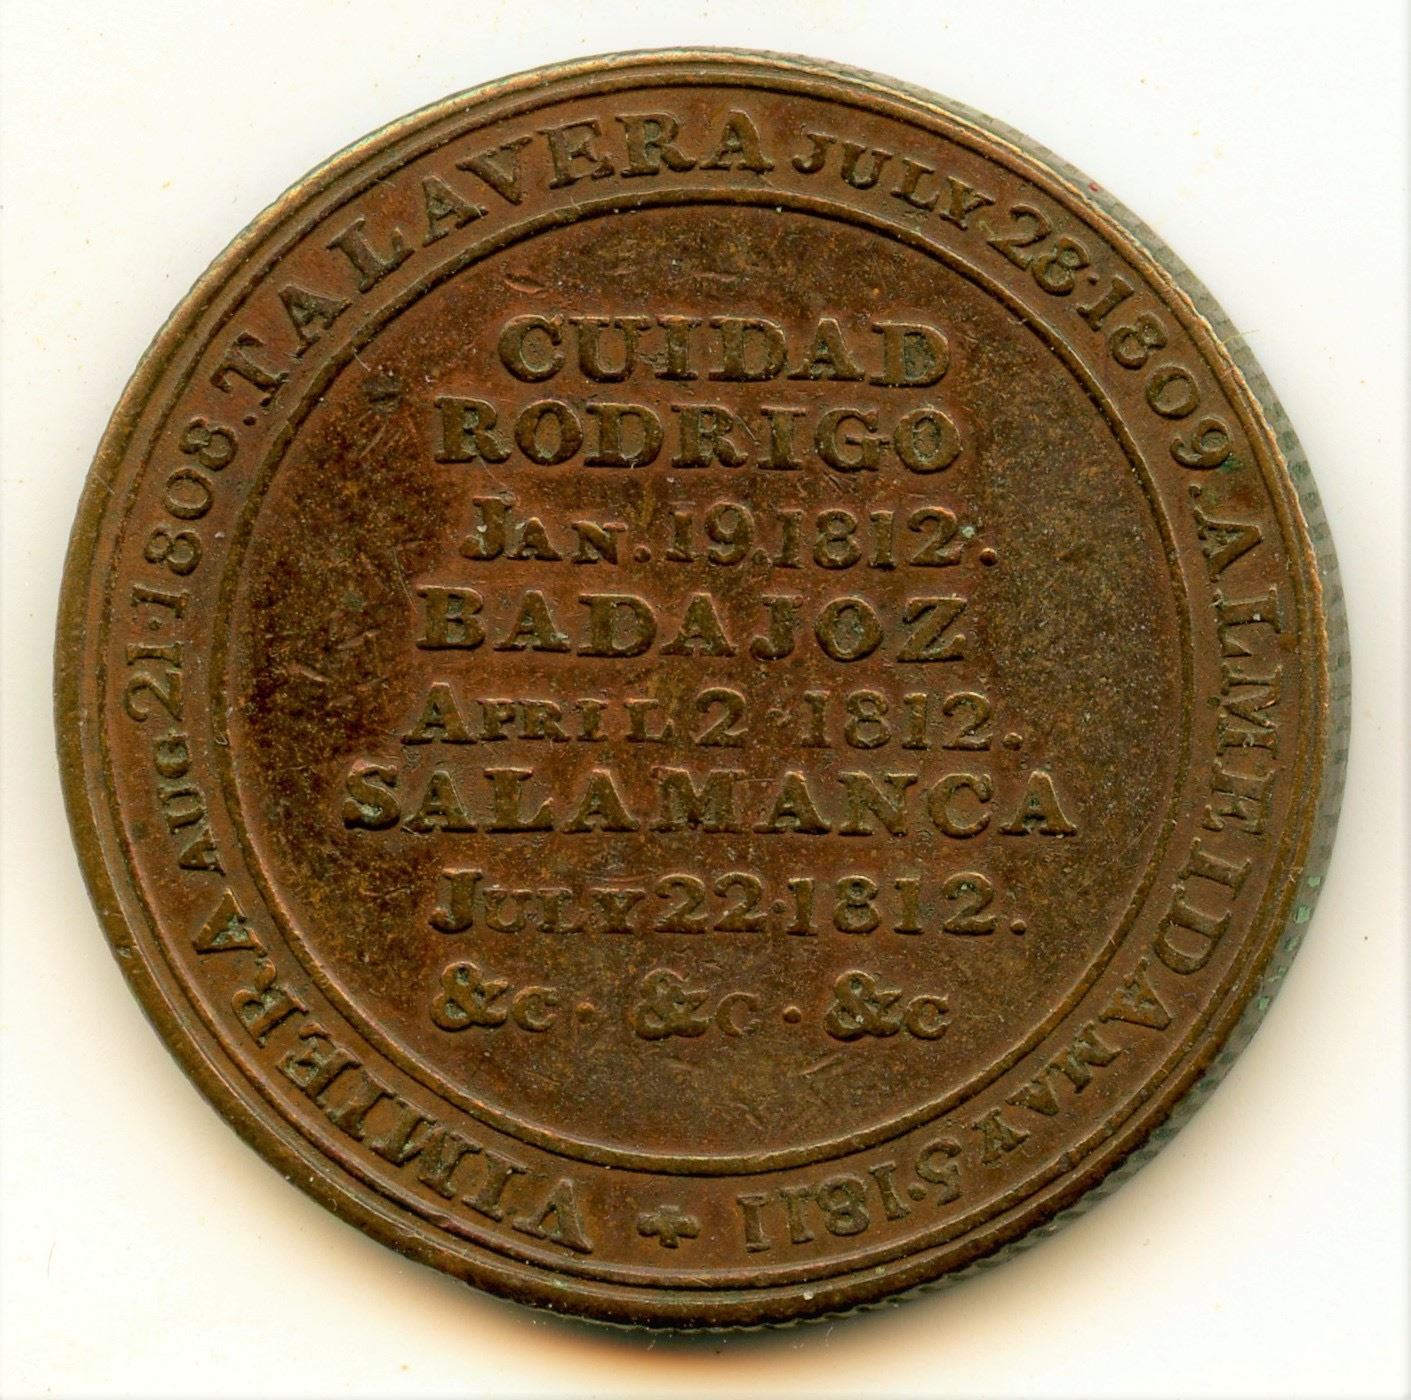 VIMIERA AUG 21·1808. TALAVERA JULY 28·1809. ALMEIDA MAY 5·1811
CUIDAD
RODRIGO
JAN. 19.1812.
BADAJOZ
APRIL 2 · 1812.
SALAMANCA
JULY 22·1812.
&c· &c· &c